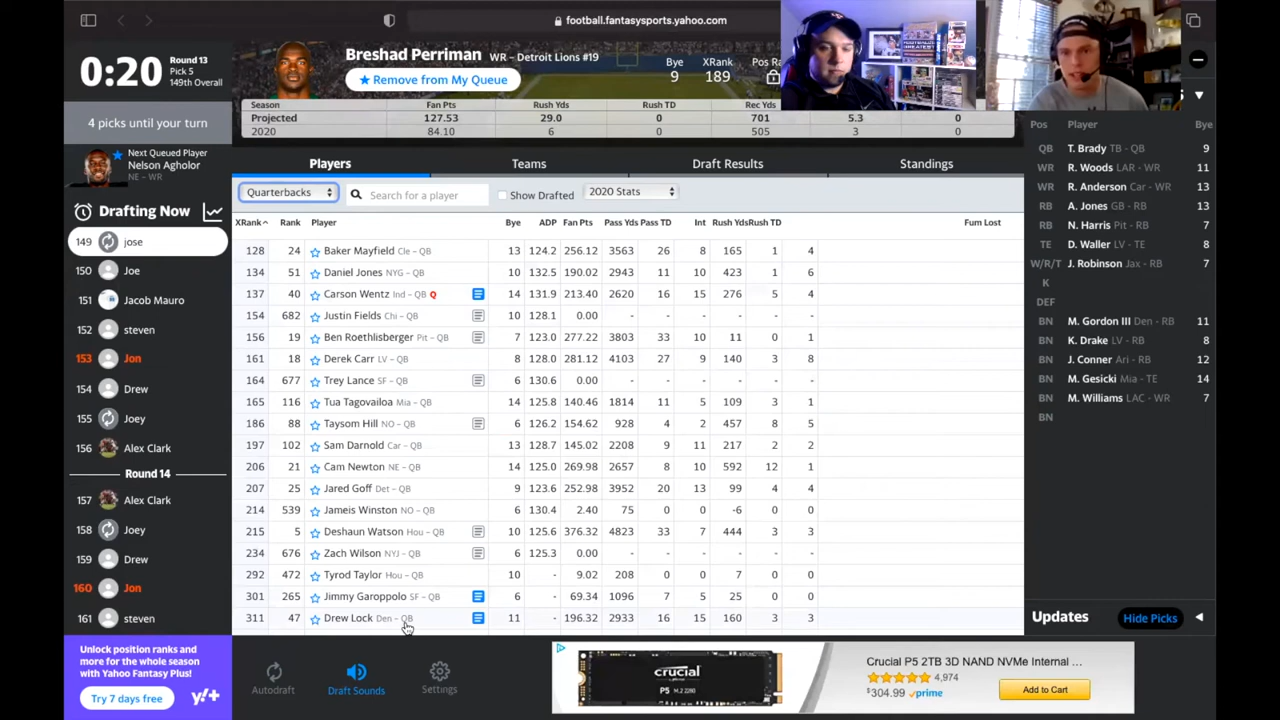 football.fantasysports.yahoo.com
0:20
Round 13
Pick 5
149th Overall
Breshad Perriman WR – Detroit Lions #19
★ Remove from My Queue
Bye XRank Pos Ra
9 189
Season Fan Pts Rush Yds Rush TD Rec Yds
Projected 127.53 29.0 0 701 5.3 0
2020 84.10 6 0 505 3 0
4 picks until your turn
Next Queued Player
Nelson Agholor
NE – WR
Drafting Now
149 jose
150 Joe
151 Jacob Mauro
152 steven
153 Jon
154 Drew
155 Joey
156 Alex Clark
Round 14
157 Alex Clark
158 Joey
159 Drew
160 Jon
161 steven
Players Teams Draft Results Standings
Quarterbacks Search for a player Show Drafted 2020 Stats
XRank Rank Player Bye ADP Fan Pts Pass Yds Pass TD Int Rush Yds Rush TD Fum Lost
128 24 Baker Mayfield Cle – QB 13 124.2 256.12 3563 26 8 165 1 4
134 51 Daniel Jones NYG – QB 10 132.5 190.02 2943 11 10 423 1 6
137 40 Carson Wentz Ind – QB Q 14 131.9 213.40 2620 16 15 276 5 4
154 682 Justin Fields Chi – QB 10 128.1 0.00 - - - - - -
156 19 Ben Roethlisberger Pit – QB 7 123.0 277.22 3803 33 10 11 0 1
161 18 Derek Carr LV – QB 8 128.0 281.12 4103 27 9 140 3 8
164 677 Trey Lance SF – QB 6 130.6 0.00 - - - - - -
165 116 Tua Tagovailoa Mia – QB 14 125.8 140.46 1814 11 5 109 3 1
186 88 Taysom Hill NO – QB 6 126.2 154.62 928 4 2 457 8 5
197 102 Sam Darnold Car – QB 13 128.7 145.02 2208 9 11 217 2 2
206 21 Cam Newton NE – QB 14 125.0 269.98 2657 8 10 592 12 1
207 25 Jared Goff Det – QB 9 123.6 252.98 3952 20 13 99 4 4
214 539 Jameis Winston NO – QB 6 130.4 2.40 75 0 0 -6 0 0
215 5 Deshaun Watson Hou – QB 10 125.6 376.32 4823 33 7 444 3 3
234 676 Zach Wilson NYJ – QB 6 125.3 0.00 - - - - - -
292 472 Tyrod Taylor Hou – QB 10 - 9.02 208 0 0 7 0 0
301 265 Jimmy Garoppolo SF – QB 6 - 69.34 1096 7 5 25 0 0
311 47 Drew Lock Den – QB 11 - 196.32 2933 16 15 160 3 3
Pos Player Bye
QB T. Brady TB - QB 9
WR R. Woods LAR - WR 11
WR R. Anderson Car - WR 13
RB A. Jones GB - RB 13
RB N. Harris Pit - RB 7
TE D. Waller LV - TE 8
W/R/T J. Robinson Jax - RB 7
K
DEF
BN M. Gordon III Den - RB 11
BN K. Drake LV - RB 8
BN J. Conner Ari - RB 12
BN M. Gesicki Mia - TE 14
BN M. Williams LAC - WR 7
BN
Updates Hide Picks
Unlock position ranks and
more for the whole season
with Yahoo Fantasy Plus!
Try 7 days free y!+
Autodraft Draft Sounds Settings
crucial
P5 M.2 2280
Crucial P5 2TB 3D NAND NVMe Internal ...
4,974
$304.99 prime
Add to Cart